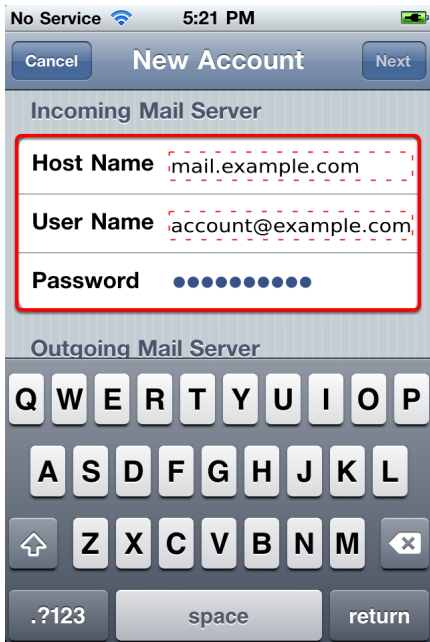 No Service 5:21 PM
Cancel New Account Next
Incoming Mail Server
Host Name mail.example.com
User Name account@example.com
Password ●●●●●●●●●●
Outgoing Mail Server
Q W E R T Y U I O P
A S D F G H J K L
Z X C V B N M
.?123 space return